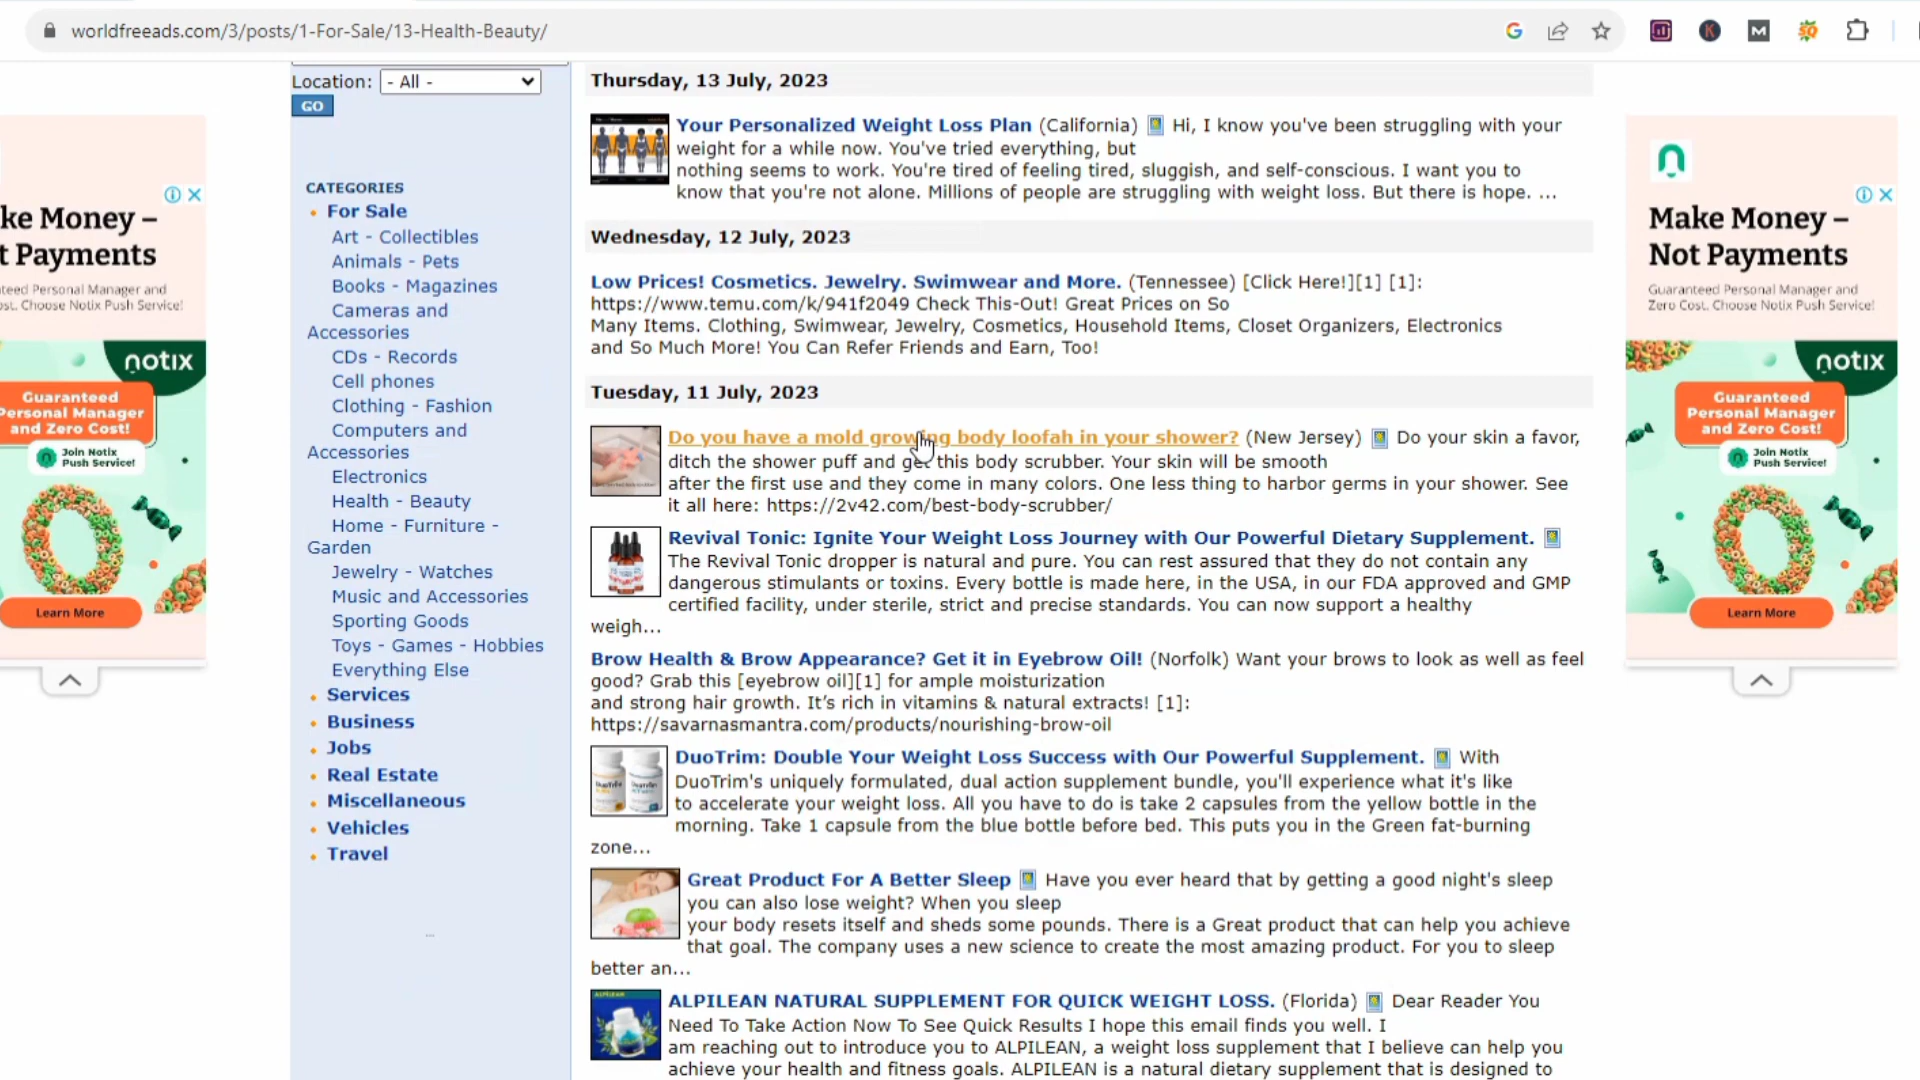 worldfreeads.com/3/posts/1-For-Sale/13-Health-Beauty/
Location: - All -
GO
CATEGORIES
For Sale
Art - Collectibles
Animals - Pets
Books - Magazines
Cameras and
Accessories
CDs - Records
Cell phones
Clothing - Fashion
Computers and
Accessories
Electronics
Health - Beauty
Home - Furniture -
Garden
Jewelry - Watches
Music and Accessories
Sporting Goods
Toys - Games - Hobbies
Everything Else
Services
Business
Jobs
Real Estate
Miscellaneous
Vehicles
Travel
...
Thursday, 13 July, 2023
Your Personalized Weight Loss Plan (California) Hi, I know you've been struggling with your
weight for a while now. You've tried everything, but
nothing seems to work. You're tired of feeling tired, sluggish, and self-conscious. I want you to
know that you're not alone. Millions of people are struggling with weight loss. But there is hope. ...
Wednesday, 12 July, 2023
Low Prices! Cosmetics. Jewelry. Swimwear and More. (Tennessee) [Click Here!][1] [1]:
https://www.temu.com/k/941f2049 Check This-Out! Great Prices on So
Many Items. Clothing, Swimwear, Jewelry, Cosmetics, Household Items, Closet Organizers, Electronics
and So Much More! You Can Refer Friends and Earn, Too!
Tuesday, 11 July, 2023
Do you have a mold growing body loofah in your shower? (New Jersey) Do your skin a favor,
ditch the shower puff and get this body scrubber. Your skin will be smooth
after the first use and they come in many colors. One less thing to harbor germs in your shower. See
it all here: https://2v42.com/best-body-scrubber/
Revival Tonic: Ignite Your Weight Loss Journey with Our Powerful Dietary Supplement.
The Revival Tonic dropper is natural and pure. You can rest assured that they do not contain any
dangerous stimulants or toxins. Every bottle is made here, in the USA, in our FDA approved and GMP
certified facility, under sterile, strict and precise standards. You can now support a healthy
weigh...
Brow Health & Brow Appearance? Get it in Eyebrow Oil! (Norfolk) Want your brows to look as well as feel
good? Grab this [eyebrow oil][1] for ample moisturization
and strong hair growth. It’s rich in vitamins & natural extracts! [1]:
https://savarnasmantra.com/products/nourishing-brow-oil
DuoTrim: Double Your Weight Loss Success with Our Powerful Supplement. With
DuoTrim's uniquely formulated, dual action supplement bundle, you'll experience what it's like
to accelerate your weight loss. All you have to do is take 2 capsules from the yellow bottle in the
morning. Take 1 capsule from the blue bottle before bed. This puts you in the Green fat-burning
zone...
Great Product For A Better Sleep Have you ever heard that by getting a good night's sleep
you can also lose weight? When you sleep
your body resets itself and sheds some pounds. There is a Great product that can help you achieve
that goal. The company uses a new science to create the most amazing product. For you to sleep
better an...
ALPILEAN NATURAL SUPPLEMENT FOR QUICK WEIGHT LOSS. (Florida) Dear Reader You
Need To Take Action Now To See Quick Results I hope this email finds you well. I
am reaching out to introduce you to ALPILEAN, a weight loss supplement that I believe can help you
achieve your health and fitness goals. ALPILEAN is a natural dietary supplement that is designed to
ke Money –
t Payments
teed Personal Manager and
ost. Choose Notix Push Service!
notix
Guaranteed
Personal Manager
and Zero Cost!
Join Notix
Push Service!
Learn More
Make Money –
Not Payments
Guaranteed Personal Manager and
Zero Cost. Choose Notix Push Service!
notix
Guaranteed
Personal Manager
and Zero Cost!
Join Notix
Push Service!
Learn More